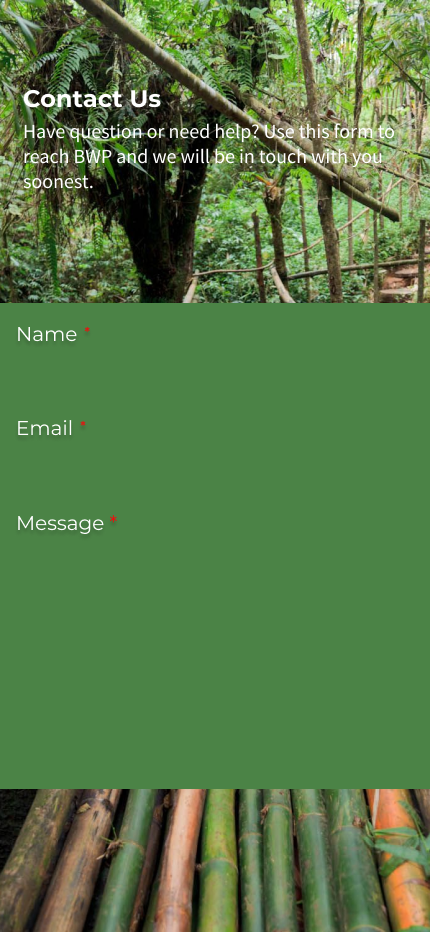 Contact Us
Have question or need help? Use this form to
reach BWP and we will be in touch with you
soonest.
Name *
Email *
Message *